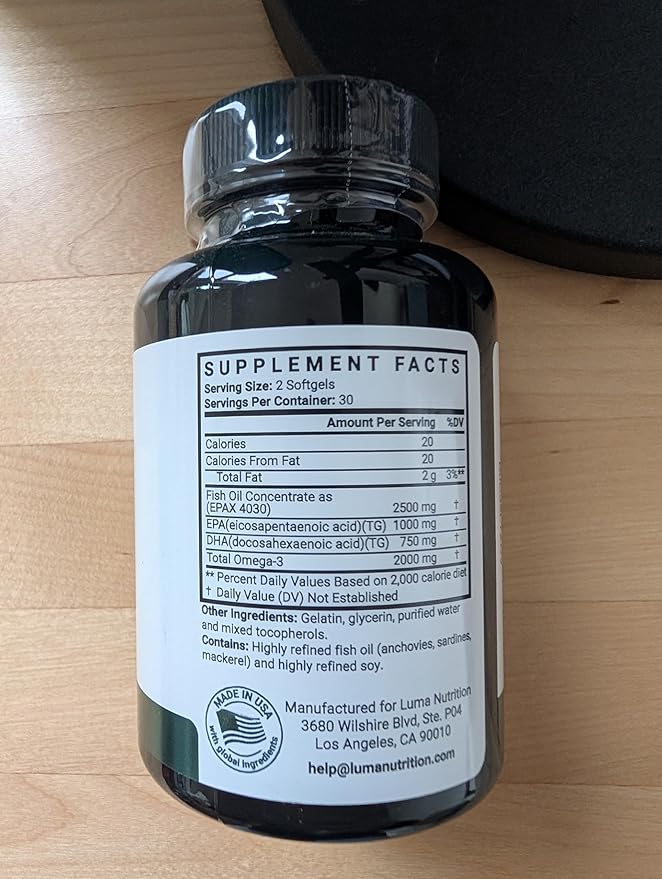 SUPPLEMENT FACTS
Serving Size: 2 Softgels
Servings Per Container: 30
Amount Per Serving %DV
Calories 20
Calories From Fat 20
Total Fat 2 g 3%**
Fish Oil Concentrate as
(EPAX 4030) 2500 mg †
EPA(eicosapentaenoic acid)(TG) 1000 mg †
DHA(docosahexaenoic acid)(TG) 750 mg †
Total Omega-3 2000 mg †
** Percent Daily Values Based on 2,000 calorie diet
† Daily Value (DV) Not Established
Other Ingredients: Gelatin, glycerin, purified water
and mixed tocopherols.
Contains: Highly refined fish oil (anchovies, sardines,
mackerel) and highly refined soy.
MADE IN USA
with global ingredients
Manufactured for Luma Nutrition
3680 Wilshire Blvd, Ste. P04
Los Angeles, CA 90010
help@lumanutrition.com